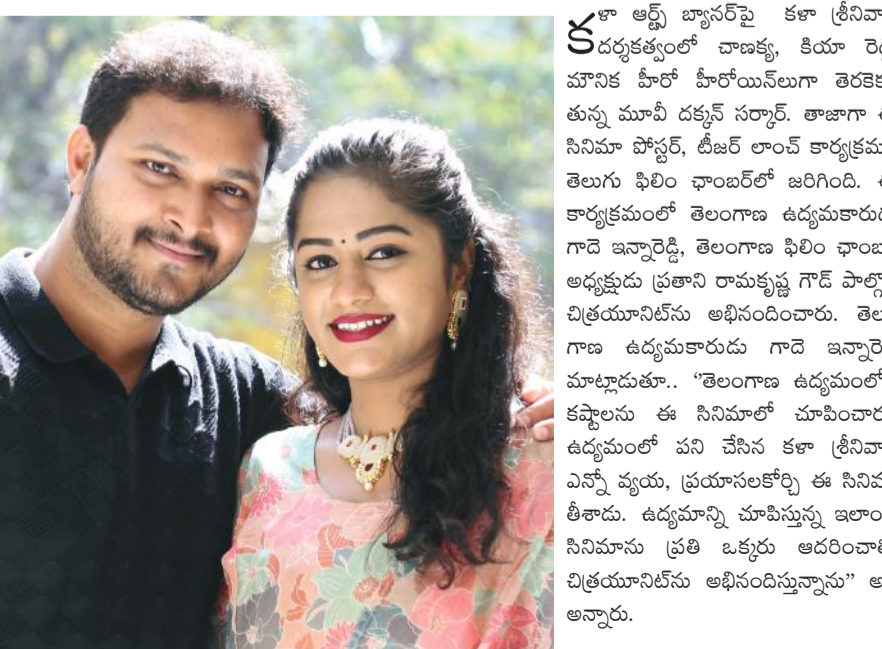 కళా ఆర్ట్స్ బ్యానర్‌పై కళా
దర్శకత్వంలో చాణక్య, కియా
మౌనిక హీరో హీరోయిన్‌లుగా
తున్న మూవీ దక్కన్ సర్కార్. తాజాగా
సినిమా పోస్టర్, టీజర్ లాంచ్
తెలుగు ఫిలిం ఛాంబర్‌లో జరిగింది.
కార్యక్రమంలో తెలంగాణ
గాదె ఇన్నారెడ్డి, తెలంగాణ ఫిలిం
అధ్యక్షుడు ప్రతాని రామకృష్ణ గౌడ్
చిత్రయూనిట్‌ను అభినందించారు.
గాణ ఉద్యమకారుడు గాదె
మాట్లాడుతూ.. ‘‘తెలంగాణ
కష్టాలను ఈ సినిమాలో
ఉద్యమంలో పని చేసిన కళా
ఎన్నో వ్యయ, ప్రయాసలకోర్చి ఈ
తీశాడు. ఉద్యమాన్ని చూపిస్తున్న
సినిమాను ప్రతి ఒక్కరు
చిత్రయూనిట్‌ను అభినందిస్తున్నాను’’
అన్నారు.